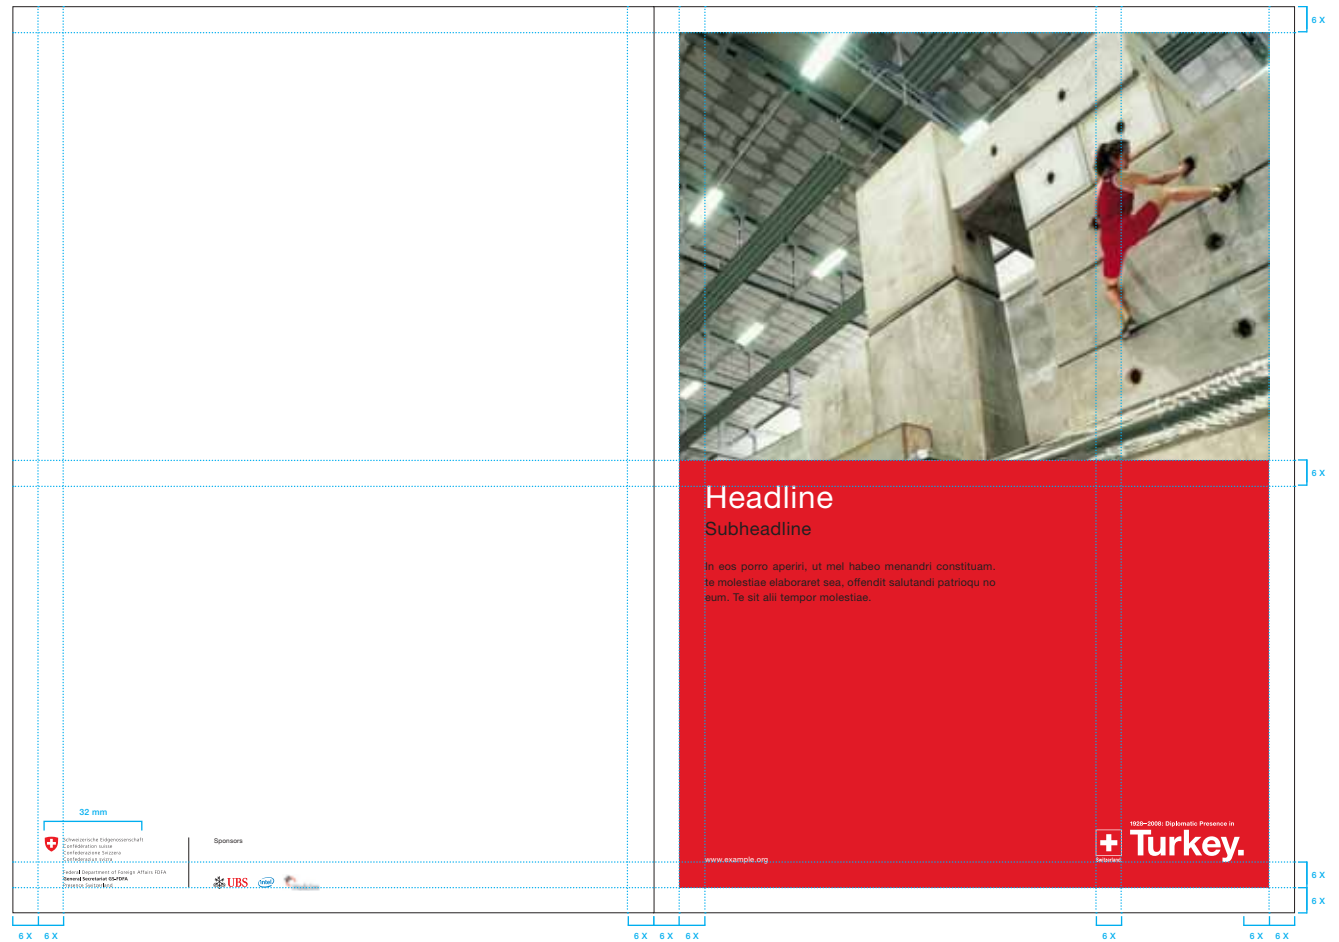 6 X
Headline
6 X
Subheadline
In eos porro aperiri, ut mel habeo menandri constituam.
te molestiae elaboraret sea, offendit salutandi patrioqu no
eum. Te sit alii tempor molestiae.
32 mm
Schweizerische Eidgenossenschaft
Confédération suisse
Confederazione Svizzera
Confederaziun svizra
Federal Department of Foreign Affairs FDFA
General Secretariat GS-FDFA
Presence Switzerland
Sponsors
UBS
intel
www.example.org
Switzerland
1928–2008: Diplomatic Presence in
Turkey.
6 X
6 X
6 X
6 X
6 X
6 X
6 X
6 X
6 X
6 X